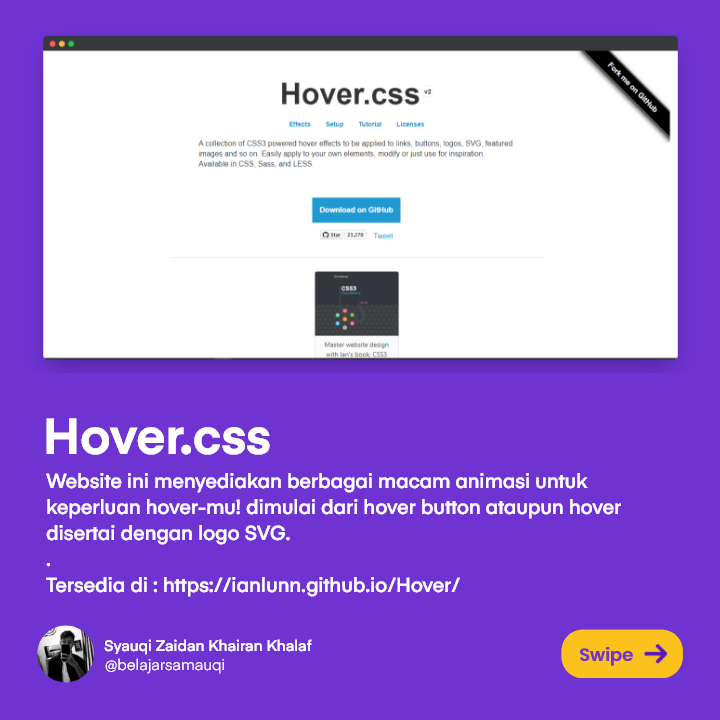 Hover.css v2
Effects Setup Tutorial Licenses
Fork me on GitHub
A collection of CSS3 powered hover effects to be applied to links, buttons, logos, SVG, featured
images and so on. Easily apply to your own elements, modify or just use for inspiration.
Available in CSS, Sass, and LESS.
Download on GitHub
Star 23,270 Tweet
CSS3
Master website design
with Ian's book, CSS3
Hover.css
Website ini menyediakan berbagai macam animasi untuk
keperluan hover-mu! dimulai dari hover button ataupun hover
disertai dengan logo SVG.
.
Tersedia di : https://ianlunn.github.io/Hover/
Syauqi Zaidan Khairan Khalaf
@belajarsamauqi
Swipe